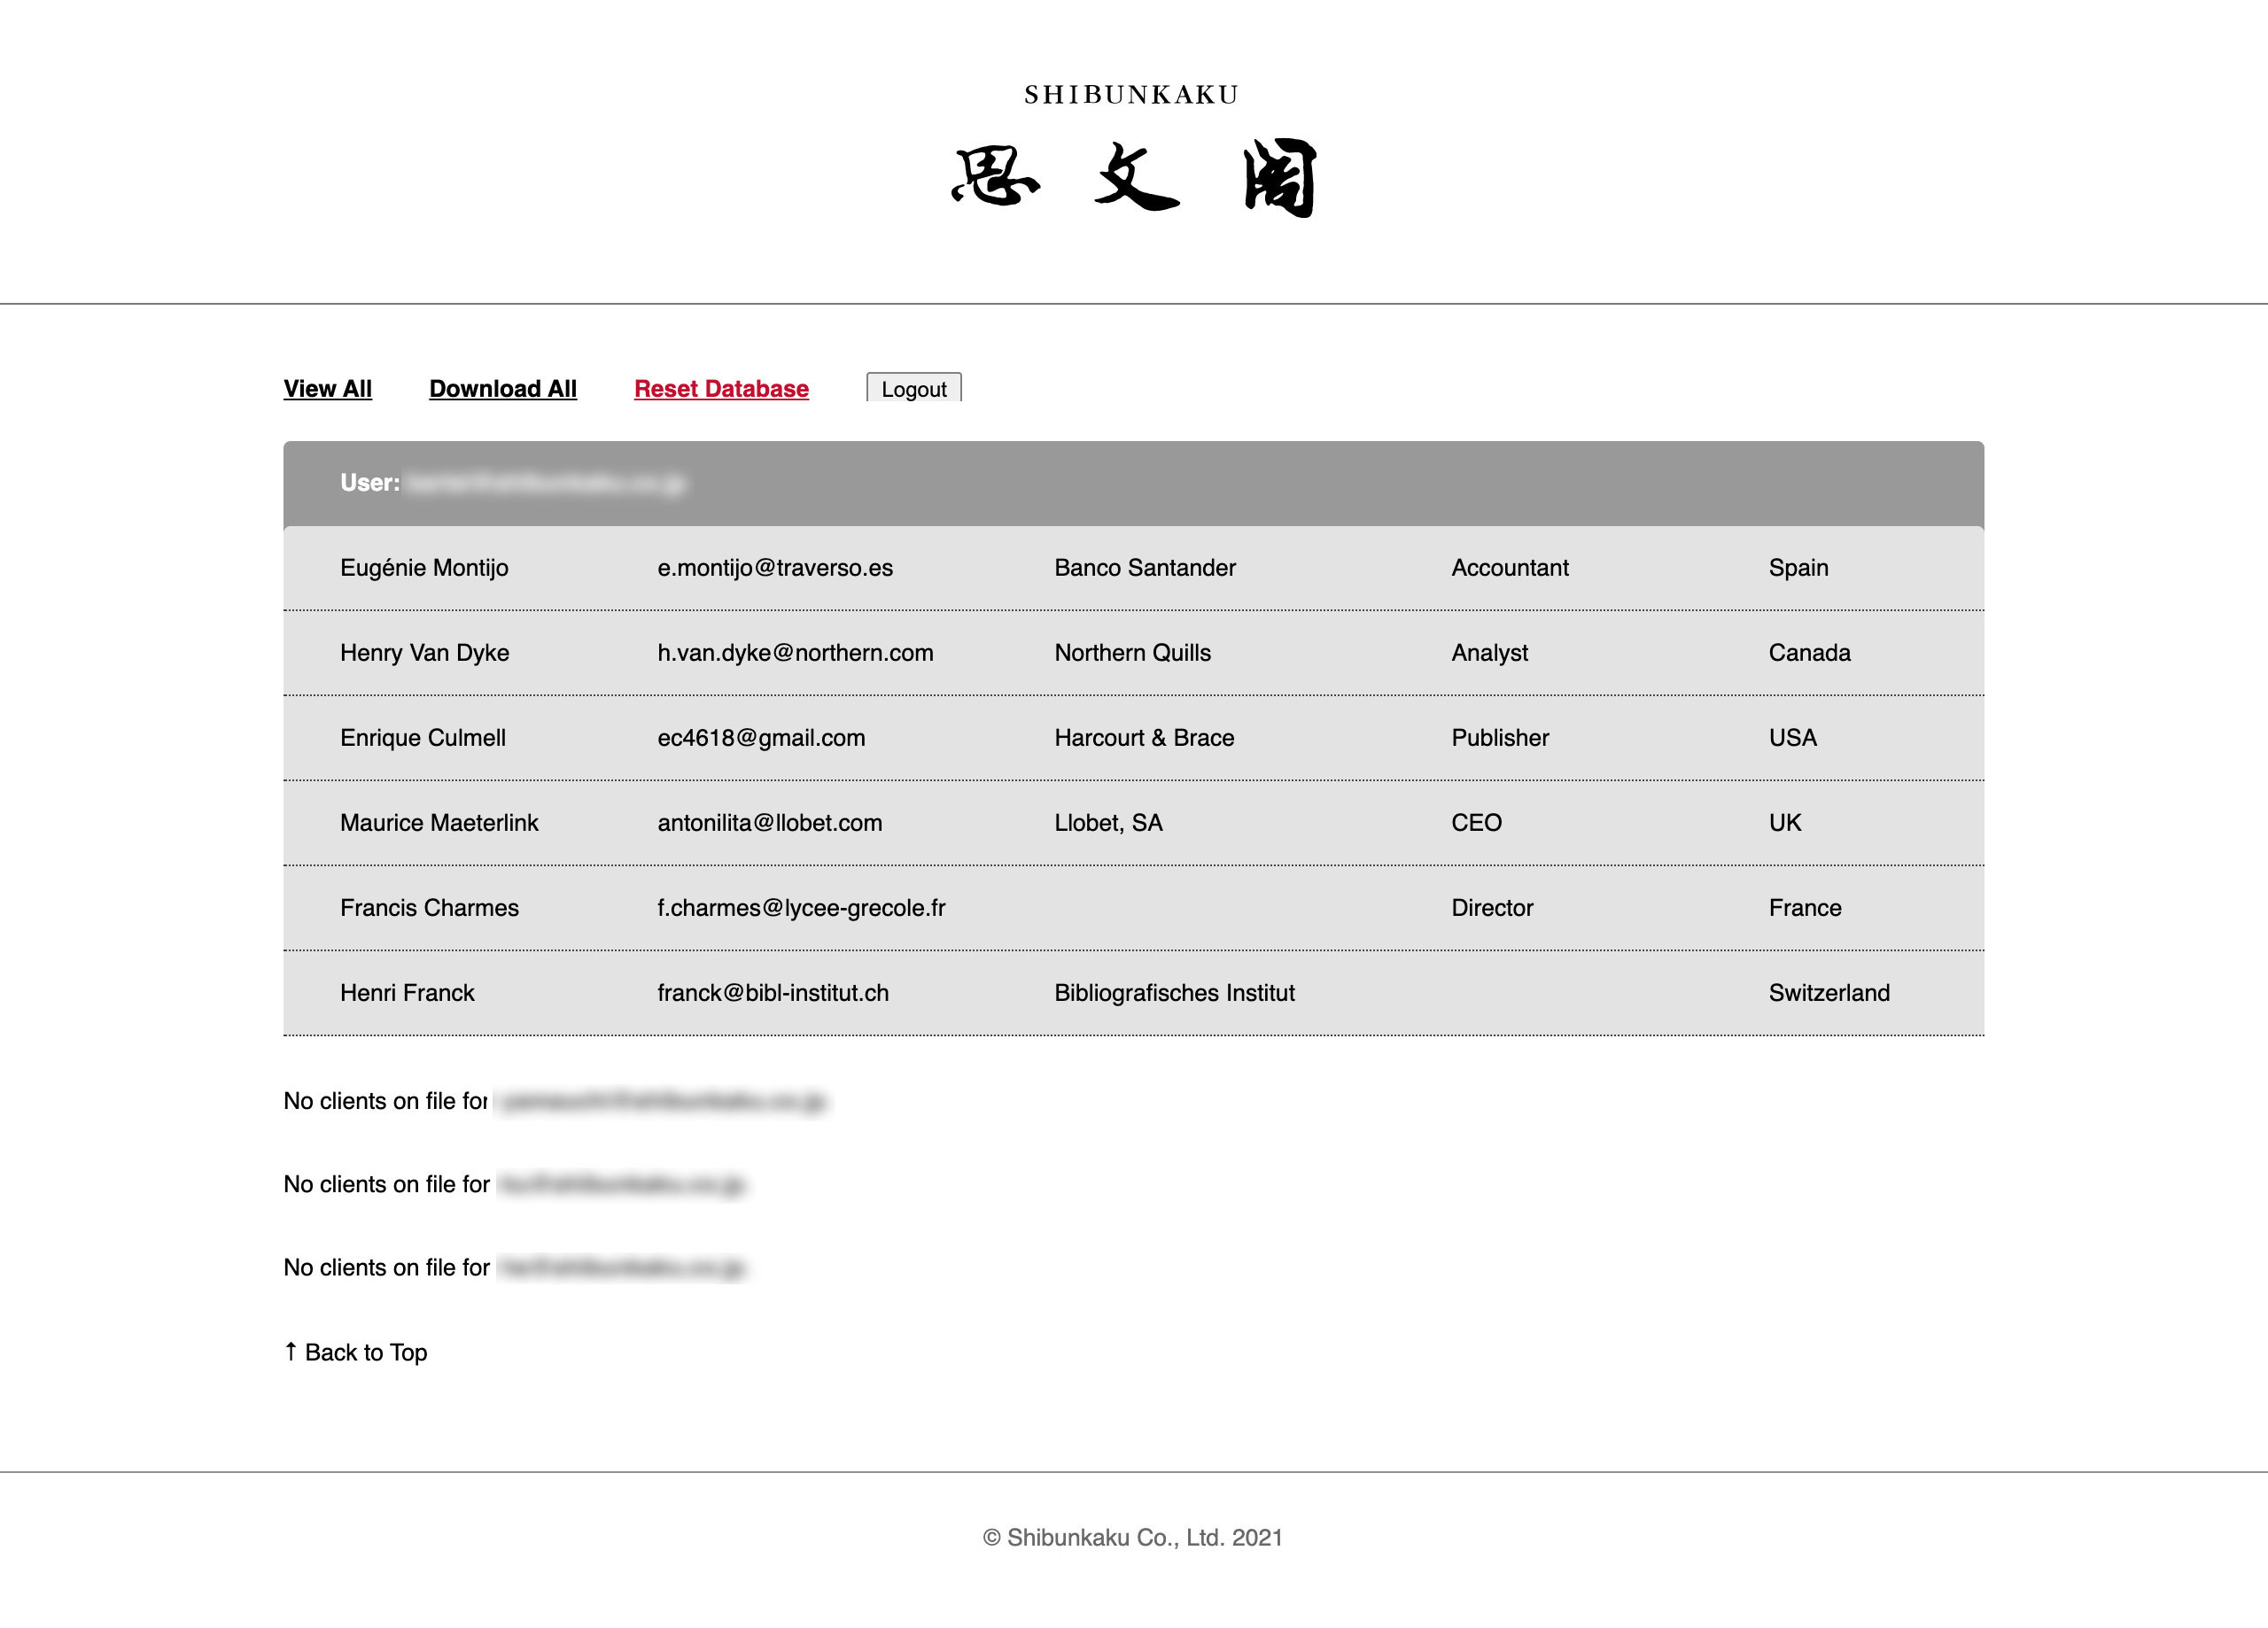 SHIBUNKAKU
思文閣
View All Download All Reset Database Logout
User:
Eugénie Montijo e.montijo@traverso.es Banco Santander Accountant Spain
Henry Van Dyke h.van.dyke@northern.com Northern Quills Analyst Canada
Enrique Culmell ec4618@gmail.com Harcourt & Brace Publisher USA
Maurice Maeterlink antonilita@llobet.com Llobet, SA CEO UK
Francis Charmes f.charmes@lycee-grecole.fr Director France
Henri Franck franck@bibl-institut.ch Bibliografisches Institut Switzerland
No clients on file for
No clients on file for
No clients on file for
↑ Back to Top
© Shibunkaku Co., Ltd. 2021